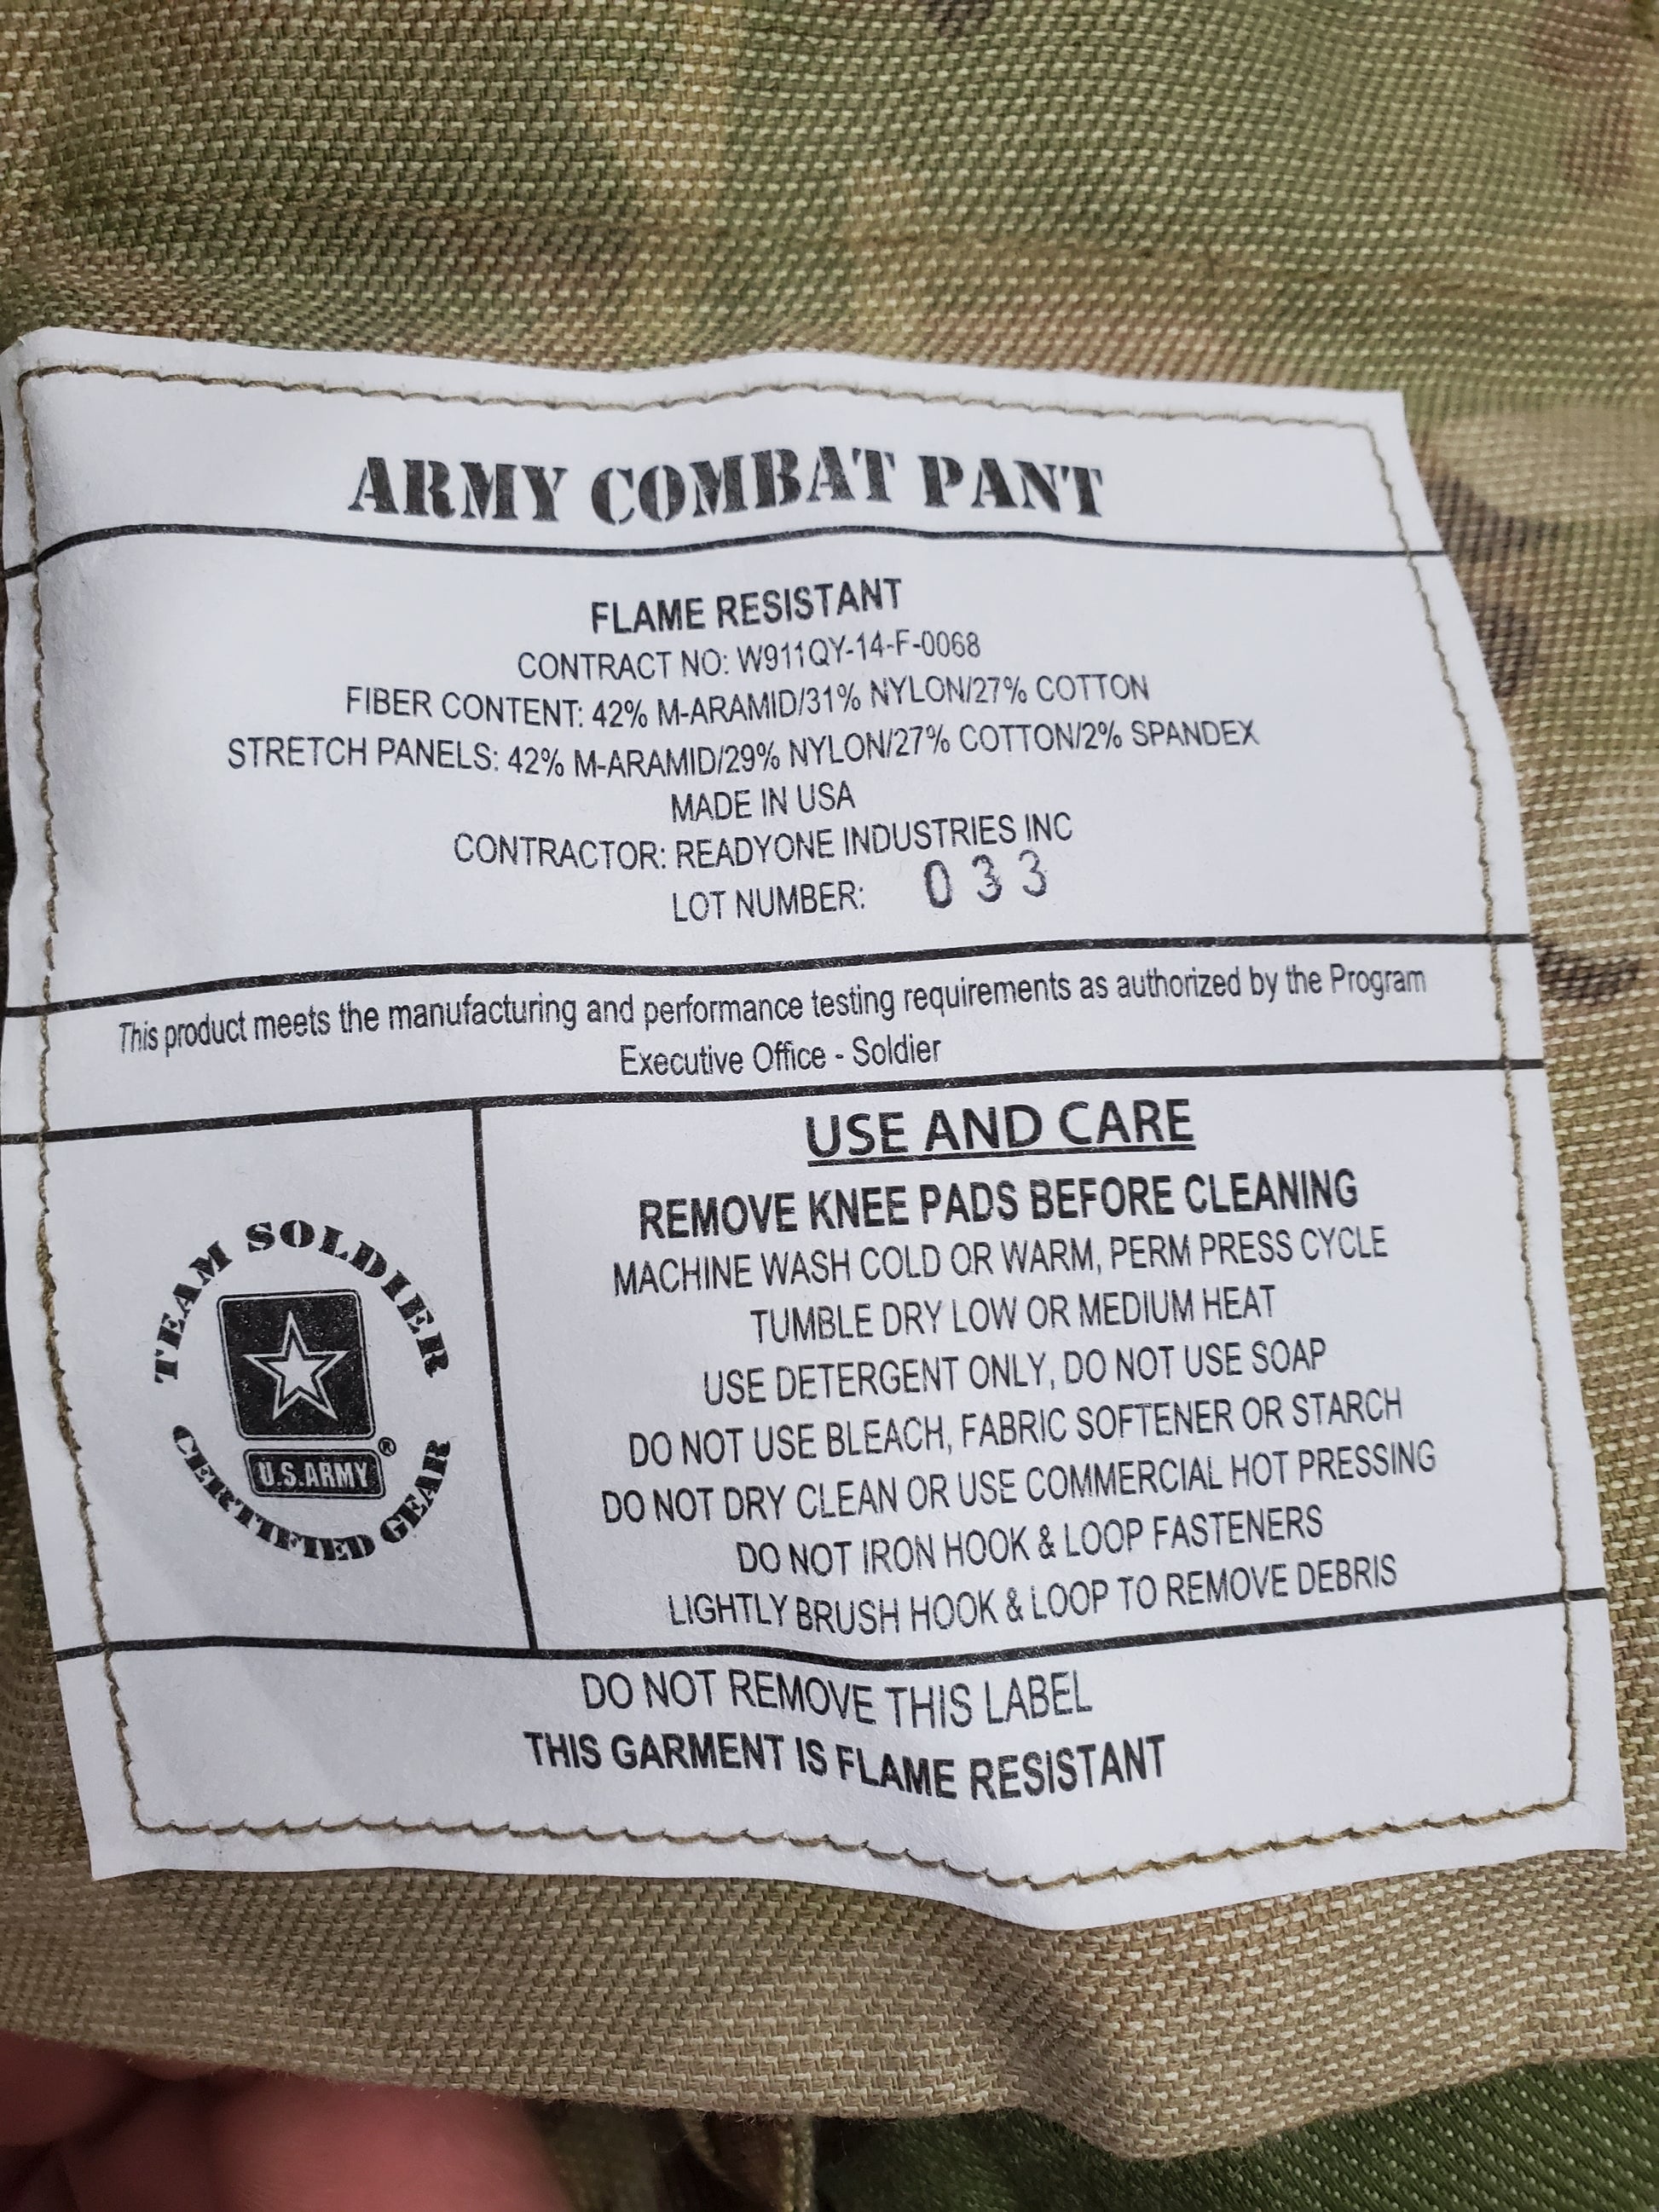 ARMY COMBAT PANT
FLAME RESISTANT
CONTRACT NO: W911QY-14-F-0068
FIBER CONTENT: 42% M-ARAMID/31% NYLON/27% COTTON
STRETCH PANELS: 42% M-ARAMID/29% NYLON/27% COTTON/2% SPANDEX
MADE IN USA
CONTRACTOR: READYONE INDUSTRIES INC
LOT NUMBER: 033
This product meets the manufacturing and performance testing requirements as authorized by the Program
Executive Office - Soldier
TEAM SOLDIER
U.S.ARMY®
CERTIFIED GEAR
USE AND CARE
REMOVE KNEE PADS BEFORE CLEANING
MACHINE WASH COLD OR WARM, PERM PRESS CYCLE
TUMBLE DRY LOW OR MEDIUM HEAT
USE DETERGENT ONLY, DO NOT USE SOAP
DO NOT USE BLEACH, FABRIC SOFTENER OR STARCH
DO NOT DRY CLEAN OR USE COMMERCIAL HOT PRESSING
DO NOT IRON HOOK & LOOP FASTENERS
LIGHTLY BRUSH HOOK & LOOP TO REMOVE DEBRIS
DO NOT REMOVE THIS LABEL
THIS GARMENT IS FLAME RESISTANT